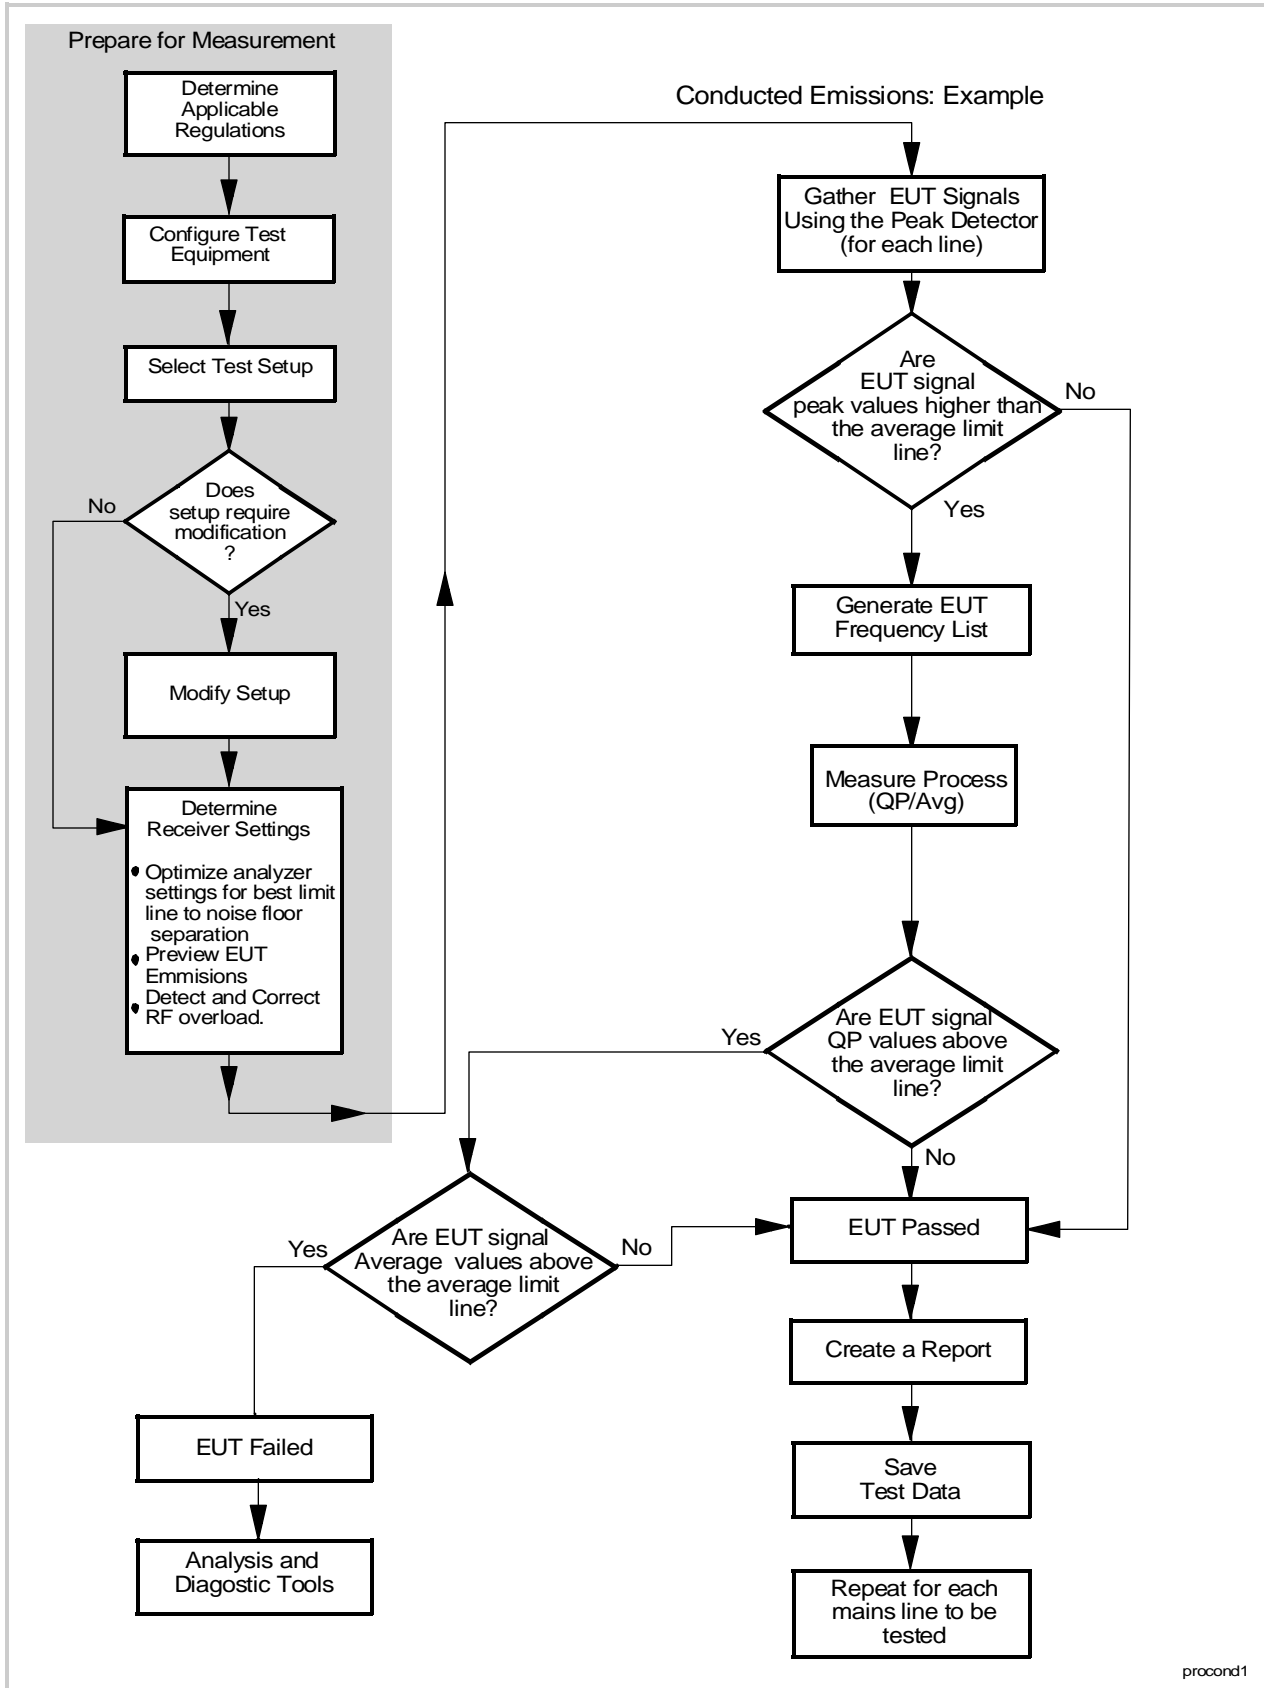 Prepare for Measurement
Determine
Applicable
Regulations
Configure Test
Equipment
Select Test Setup
Does
setup require
modification
?
No
Yes
Modify Setup
Determine
Receiver Settings
Optimize analyzer
settings for best limit
line to noise floor
separation
Preview EUT
Emmisions
Detect and Correct
RF overload.
Conducted Emissions: Example
Gather EUT Signals
Using the Peak Detector
(for each line)
Are
EUT signal
peak values higher than
the average limit
line?
No
Yes
Generate EUT
Frequency List
Measure Process
(QP/Avg)
Are EUT signal
QP values above
the average limit
line?
Yes
No
Are EUT signal
Average values above
the average limit
line?
Yes
No
EUT Passed
Create a Report
Save
Test Data
Repeat for each
mains line to be
tested
EUT Failed
Analysis and
Diagostic Tools
procond1